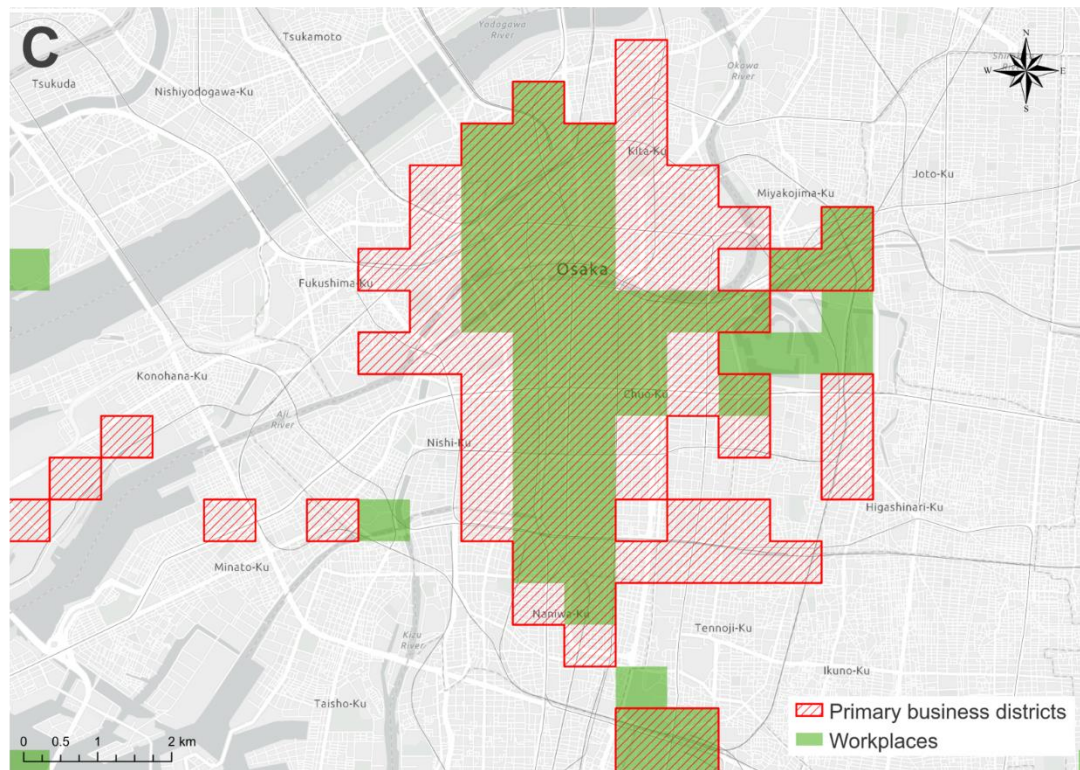 C
Tsukamoto
Yodogawa
River
Okawa
River
N
W E
S
Tsukuda
Nishiyodogawa-Ku
Kita-Ku
Miyakojima-Ku
Joto-Ku
Osaka
Fukushima-Ku
Konohana-Ku
Chuo-Ku
Aji
River
Nishi-Ku
Higashinari-Ku
Minato-Ku
Naniwa-Ku
Tennoji-Ku
Kizu
River
Ikuno-Ku
Taisho-Ku
Primary business districts
Workplaces
0 0.5 1 2 km